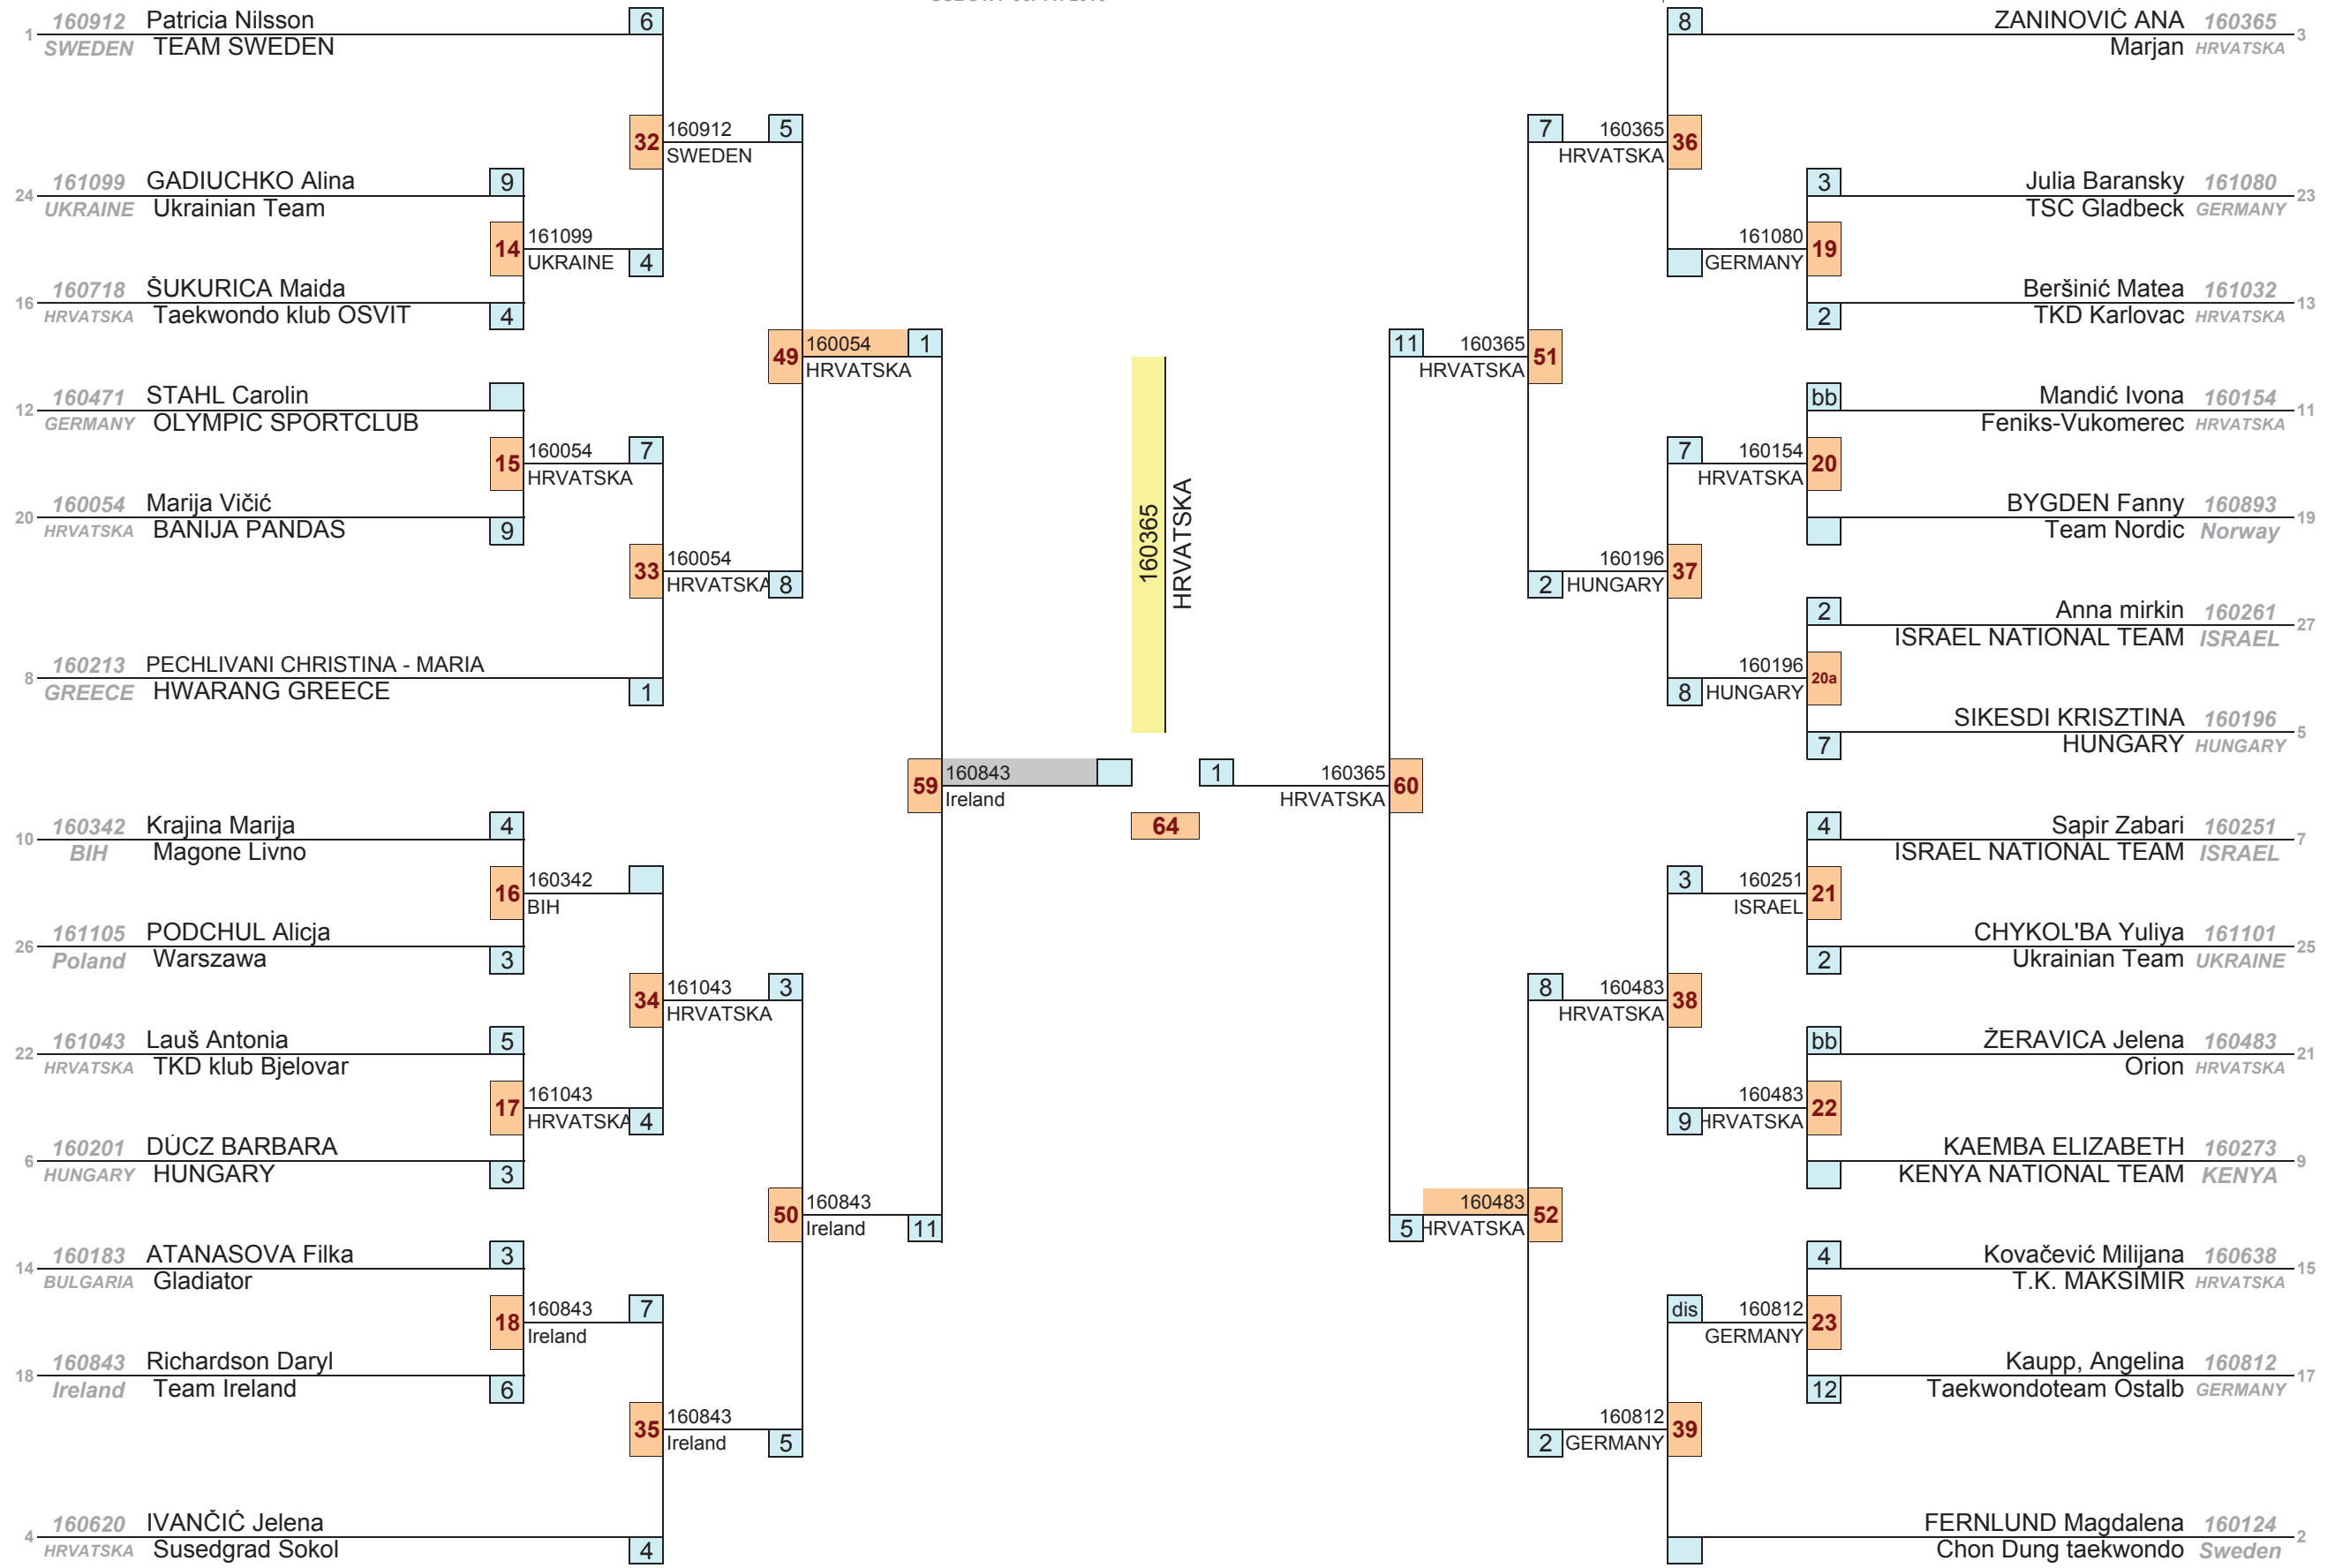 160912 Patricia Nilsson 6
1 SWEDEN TEAM SWEDEN
32 160912 5
SWEDEN
161099 GADIUCHKO Alina 9
24 UKRAINE Ukrainian Team
14 161099
UKRAINE 4
160718 ŠUKURICA Maida
16 HRVATSKA Taekwondo klub OSVIT 4
49 160054 1
HRVATSKA
160471 STAHL Carolin
12 GERMANY OLYMPIC SPORTCLUB
15 160054 7
HRVATSKA
160054 Marija Vičić
20 HRVATSKA BANIJA PANDAS 9
33 160054
HRVATSKA 8
160213 PECHLIVANI CHRISTINA - MARIA
8 GREECE HWARANG GREECE 1
59 160843
Ireland
160342 Krajina Marija 4
10 BIH Magone Livno
16 160342
BIH
161105 PODCHUL Alicja
26 Poland Warszawa 3
34 161043 3
HRVATSKA
161043 Lauš Antonia 5
22 HRVATSKA TKD klub Bjelovar
17 161043
HRVATSKA 4
160201 DÚCZ BARBARA
6 HUNGARY HUNGARY 3
50 160843
Ireland 11
160183 ATANASOVA Filka 3
14 BULGARIA Gladiator
18 160843 7
Ireland
160843 Richardson Daryl
18 Ireland Team Ireland 6
35 160843
Ireland 5
160620 IVANČIĆ Jelena
4 HRVATSKA Susedgrad Sokol 4
160365
HRVATSKA
64
8 ZANINOVIĆ ANA 160365
Marjan HRVATSKA 3
7 160365 36
HRVATSKA
3 Julia Baransky 161080
TSC Gladbeck GERMANY 23
161080 19
GERMANY
Beršinić Matea 161032
2 TKD Karlovac HRVATSKA 13
11 160365 51
HRVATSKA
bb Mandić Ivona 160154
Feniks-Vukomerec HRVATSKA 11
7 160154 20
HRVATSKA
BYGDEN Fanny 160893
Team Nordic Norway 19
160196 37
2 HUNGARY
2 Anna mirkin 160261
ISRAEL NATIONAL TEAM ISRAEL 27
160196 20a
8 HUNGARY
SIKESDI KRISZTINA 160196
7 HUNGARY HUNGARY 5
1 160365 60
HRVATSKA
4 Sapir Zabari 160251
ISRAEL NATIONAL TEAM ISRAEL 7
3 160251 21
ISRAEL
CHYKOL'BA Yuliya 161101
2 Ukrainian Team UKRAINE 25
8 160483 38
HRVATSKA
bb ŽERAVICA Jelena 160483
Orion HRVATSKA 21
160483 22
9 HRVATSKA
KAEMBA ELIZABETH 160273
KENYA NATIONAL TEAM KENYA 9
160483 52
5 HRVATSKA
4 Kovačević Milijana 160638
T.K. MAKSIMIR HRVATSKA 15
dis 160812 23
GERMANY
Kaupp, Angelina 160812
12 Taekwondoteam Ostalb GERMANY 17
160812 39
2 GERMANY
FERNLUND Magdalena 160124
Chon Dung taekwondo Sweden 2